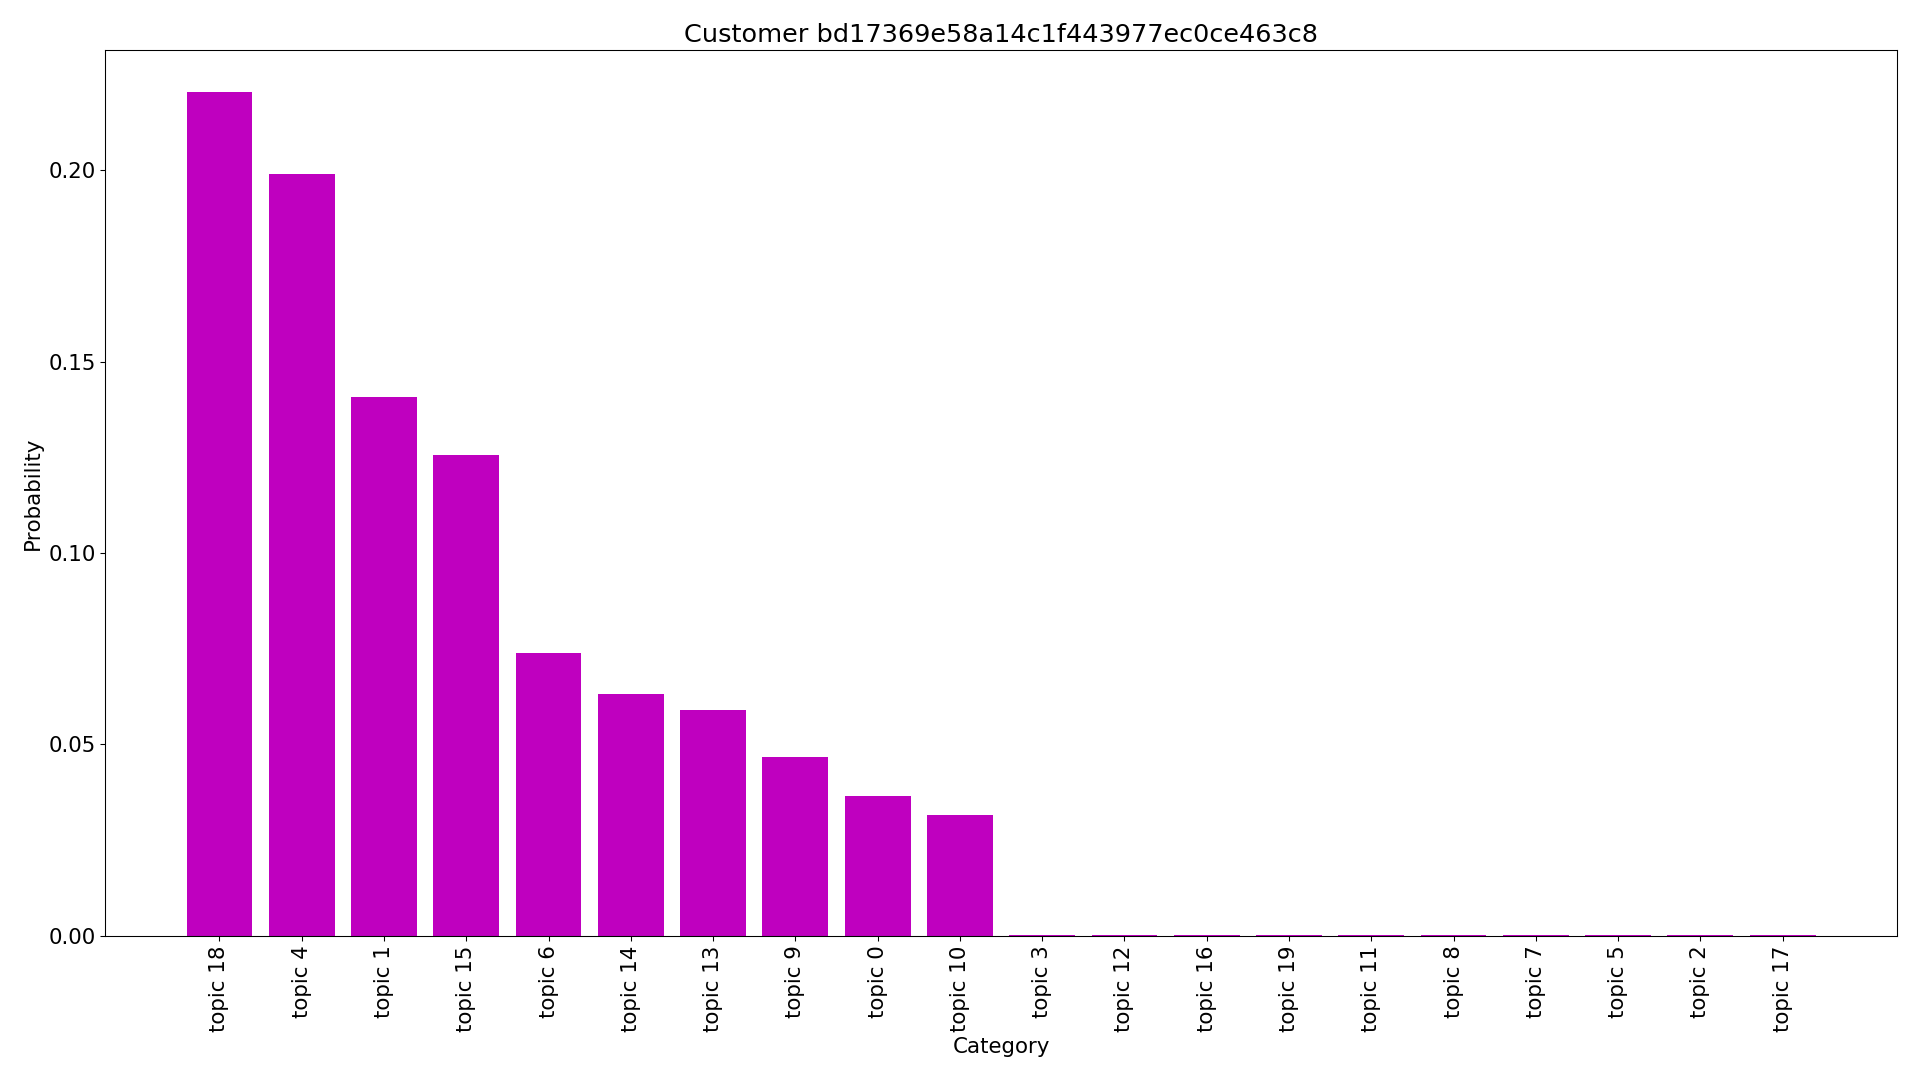 Customer bd17369e58a14c1f443977ec0ce463c8
Probability
0.20
0.15
0.10
0.05
0.00
topic 18
topic 4
topic 1
topic 15
topic 6
topic 14
topic 13
topic 9
topic 0
topic 10
topic 3
topic 12
topic 16
topic 19
topic 11
topic 8
topic 7
topic 5
topic 2
topic 17
Category